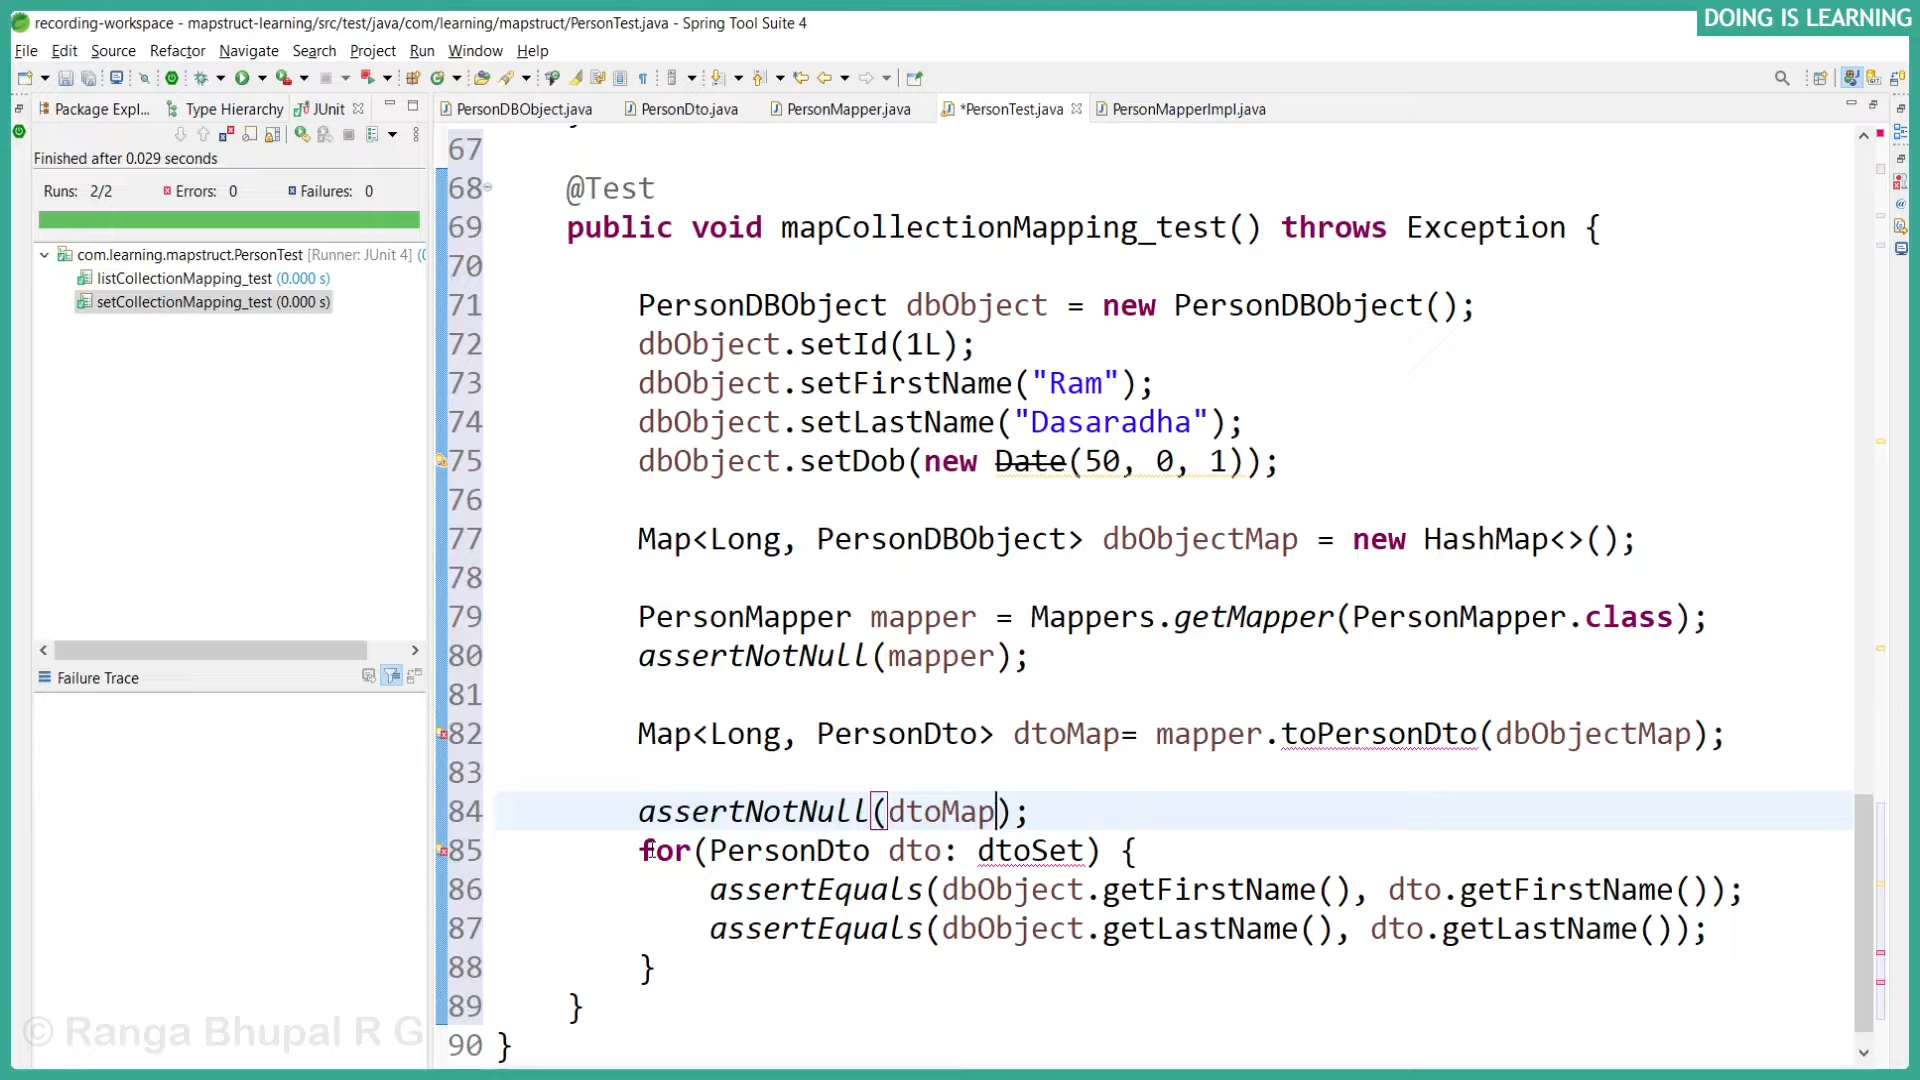 DOING IS LEARNING
recording-workspace - mapstruct-learning/src/test/java/com/learning/mapstruct/PersonTest.java - Spring Tool Suite 4
File Edit Source Refactor Navigate Search Project Run Window Help
Package Expl... Type Hierarchy JUnit
PersonDBObject.java PersonDto.java PersonMapper.java *PersonTest.java PersonMapperImpl.java
Finished after 0.029 seconds
Runs: 2/2 Errors: 0 Failures: 0
com.learning.mapstruct.PersonTest [Runner: JUnit 4] (
listCollectionMapping_test (0.000 s)
setCollectionMapping_test (0.000 s)
Failure Trace
67
68 @Test
69 public void mapCollectionMapping_test() throws Exception {
70
71 PersonDBObject dbObject = new PersonDBObject();
72 dbObject.setId(1L);
73 dbObject.setFirstName("Ram");
74 dbObject.setLastName("Dasaradha");
75 dbObject.setDob(new Date(50, 0, 1));
76
77 Map<Long, PersonDBObject> dbObjectMap = new HashMap<>();
78
79 PersonMapper mapper = Mappers.getMapper(PersonMapper.class);
80 assertNotNull(mapper);
81
82 Map<Long, PersonDto> dtoMap= mapper.toPersonDto(dbObjectMap);
83
84 assertNotNull(dtoMap);
85 for(PersonDto dto: dtoSet) {
86 assertEquals(dbObject.getFirstName(), dto.getFirstName());
87 assertEquals(dbObject.getLastName(), dto.getLastName());
88 }
89 }
90 }
© Ranga Bhupal R G